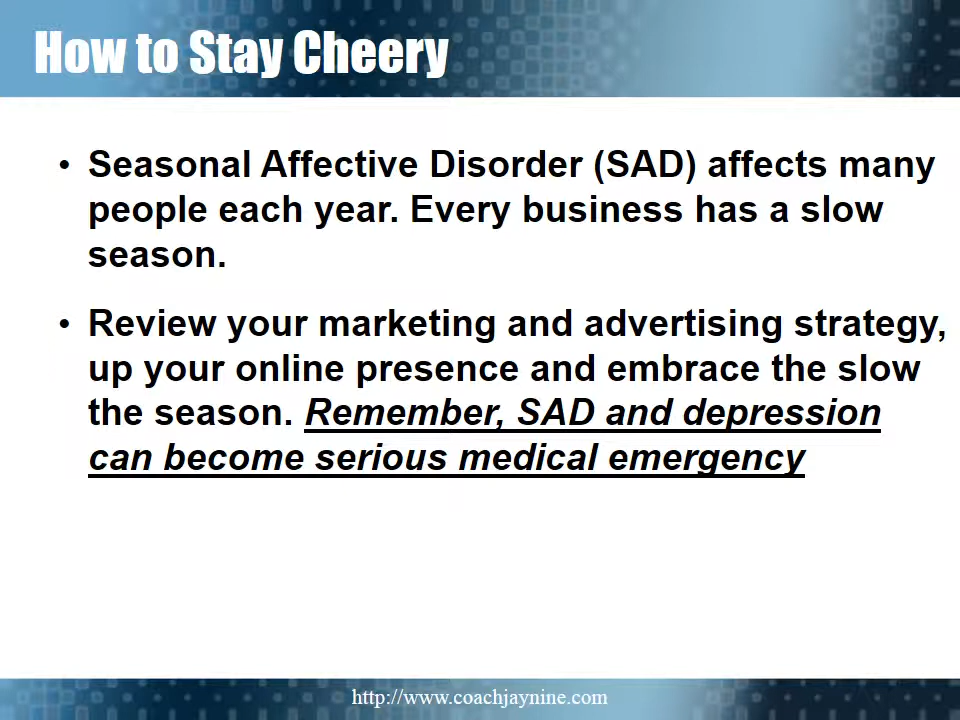 How to Stay Cheery
• Seasonal Affective Disorder (SAD) affects many
people each year. Every business has a slow
season.
• Review your marketing and advertising strategy,
up your online presence and embrace the slow
the season. Remember, SAD and depression
can become serious medical emergency
http://www.coachjaynine.com